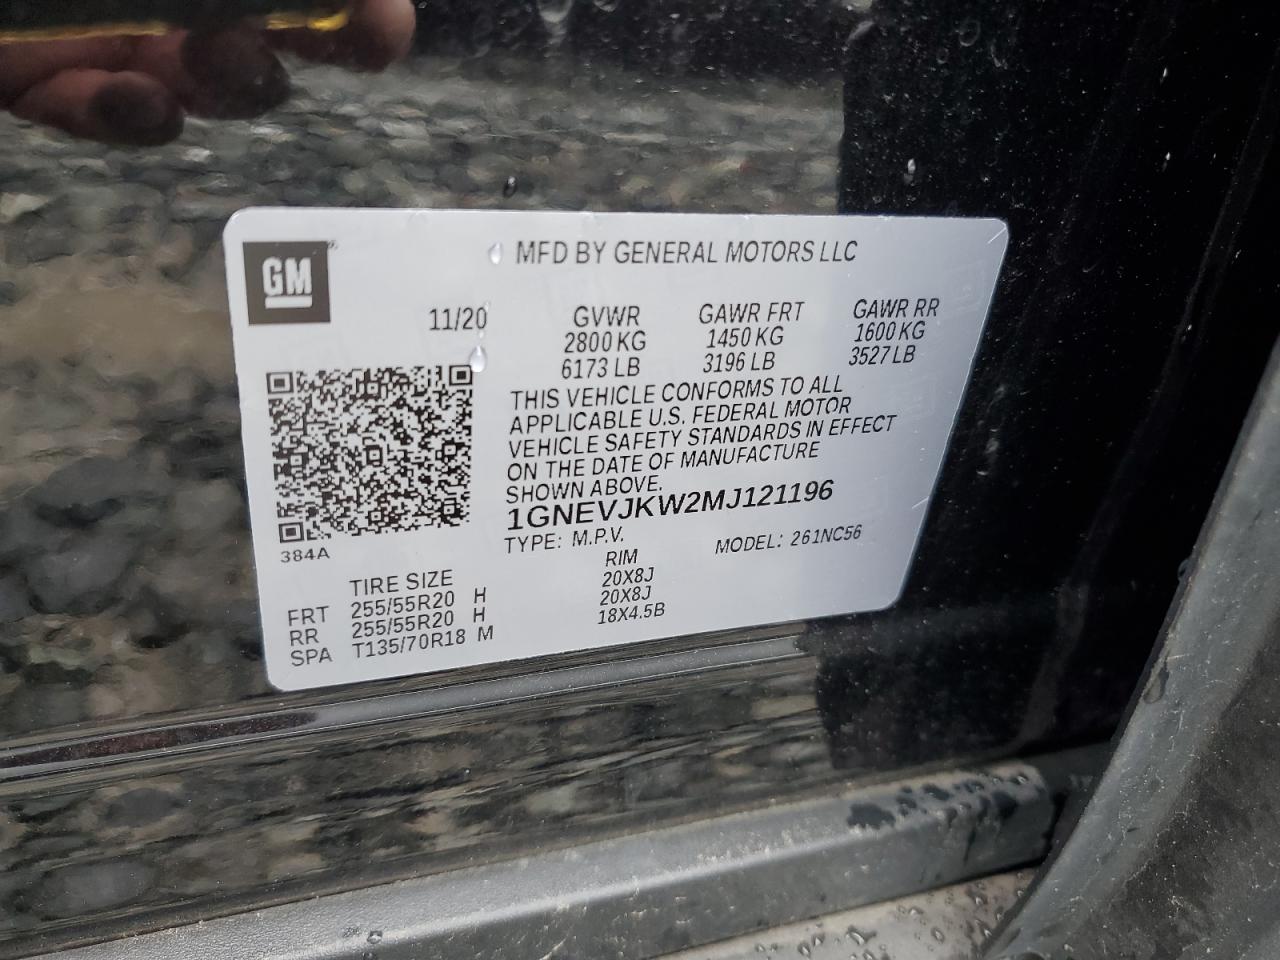 GM
MFD BY GENERAL MOTORS LLC
11/20
GVWR GAWR FRT GAWR RR
2800 KG 1450 KG 1600 KG
6173 LB 3196 LB 3527 LB
THIS VEHICLE CONFORMS TO ALL
APPLICABLE U.S. FEDERAL MOTOR
VEHICLE SAFETY STANDARDS IN EFFECT
ON THE DATE OF MANUFACTURE
SHOWN ABOVE.
1GNEVJKW2MJ121196
TYPE: M.P.V. MODEL: 261NC56
384A
TIRE SIZE RIM
FRT 255/55R20 H 20X8J
RR 255/55R20 H 20X8J
SPA T135/70R18 M 18X4.5B